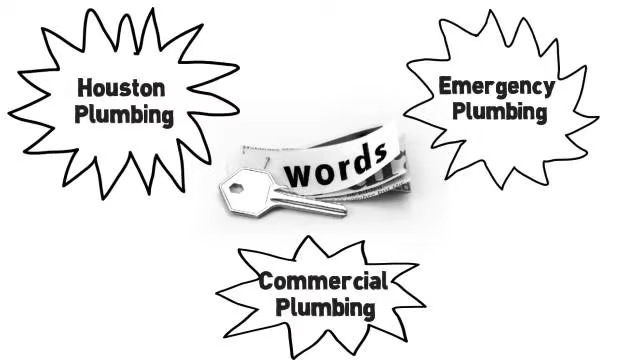 Houston
Plumbing
Emergency
Plumbing
words
Commercial
Plumbing